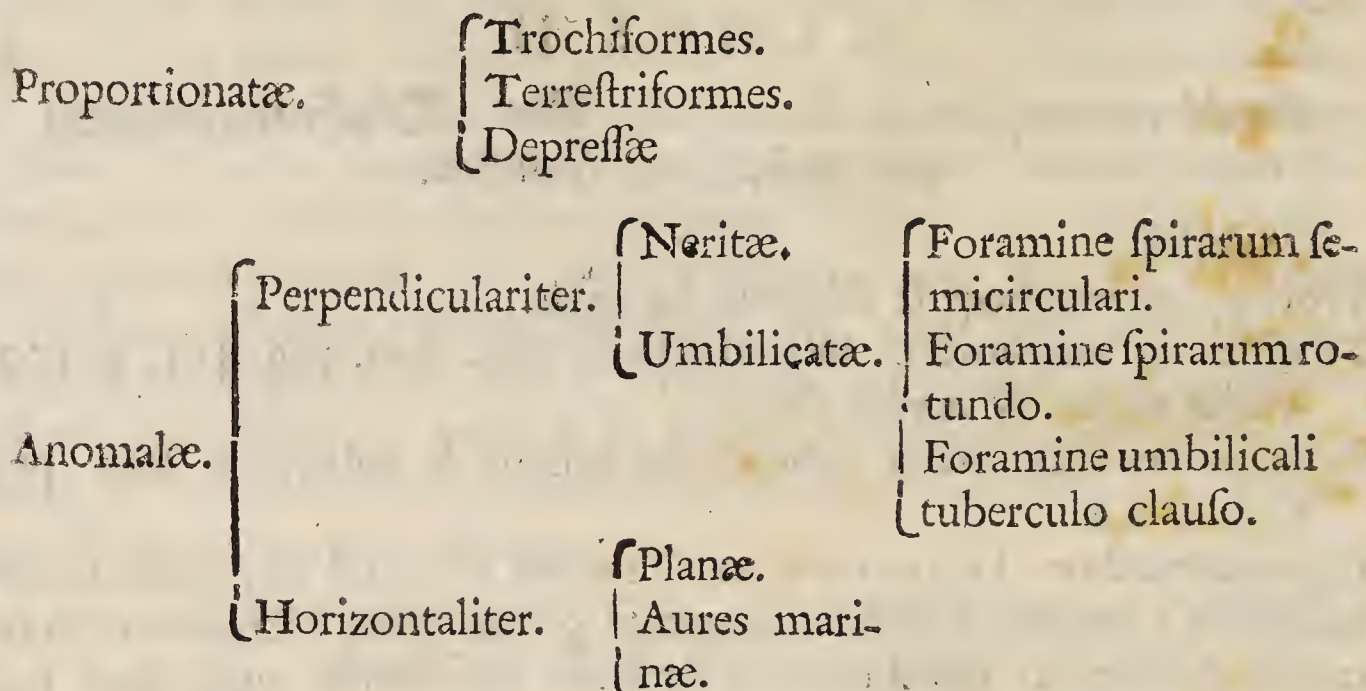 Trochiformes.
Proportionatæ.
Terreſtriformes.
Depreſſæ
Neritæ.
Foramine ſpirarum ſe-
Perpendiculariter.
micirculari.
Umbilicatæ.
Foramine ſpirarum ro-
tundo.
Anomalæ.
Foramine umbilicali
tuberculo clauſo.
Planæ.
Horizontaliter.
Aures mari-
næ.